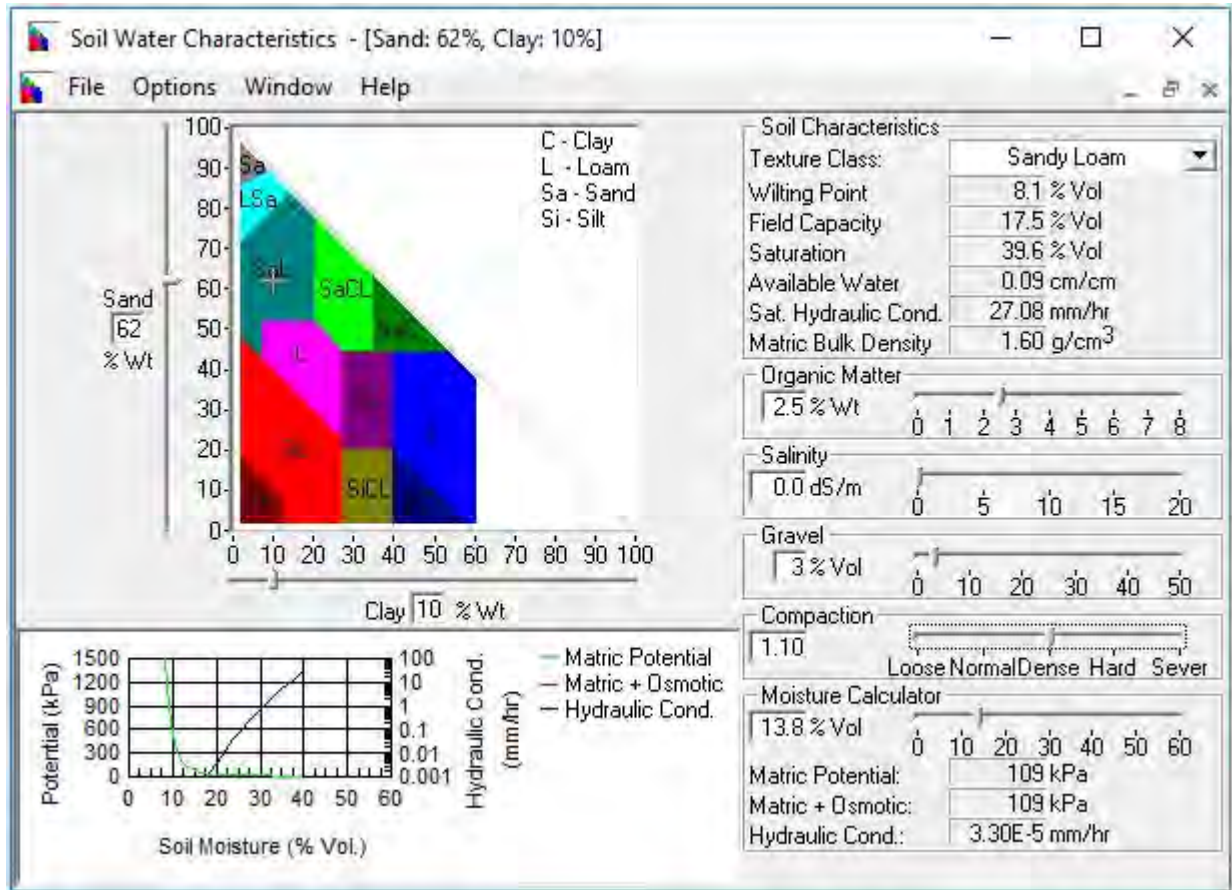 Soil Water Characteristics - [Sand: 62%, Clay: 10%]
File Options Window Help
Sand
62
% Wt
100
90
80
70
60
50
40
30
20
10
0
Sa
LSa
SaL
SaCL
L
SiCL
C - Clay
L - Loam
Sa - Sand
Si - Silt
0 10 20 30 40 50 60 70 80 90 100
Clay 10 % Wt
Potential (kPa)
1500
1200
900
600
300
0
100
10
1
0.1
0.01
0.001
Hydraulic Cond.
(mm/hr)
0 10 20 30 40 50 60
Soil Moisture (% Vol.)
Matric Potential
Matric + Osmotic
Hydraulic Cond.
Soil Characteristics
Texture Class: Sandy Loam
Wilting Point 8.1 % Vol
Field Capacity 17.5 % Vol
Saturation 39.6 % Vol
Available Water 0.09 cm/cm
Sat. Hydraulic Cond. 27.08 mm/hr
Matric Bulk Density 1.60 g/cm3
Organic Matter
2.5 % Wt
0 1 2 3 4 5 6 7 8
Salinity
0.0 dS/m
0 5 10 15 20
Gravel
3 % Vol
0 10 20 30 40 50
Compaction
1.10
Loose Normal Dense Hard Sever
Moisture Calculator
13.8 % Vol
0 10 20 30 40 50 60
Matric Potential: 109 kPa
Matric + Osmotic: 109 kPa
Hydraulic Cond.: 3.30E-5 mm/hr